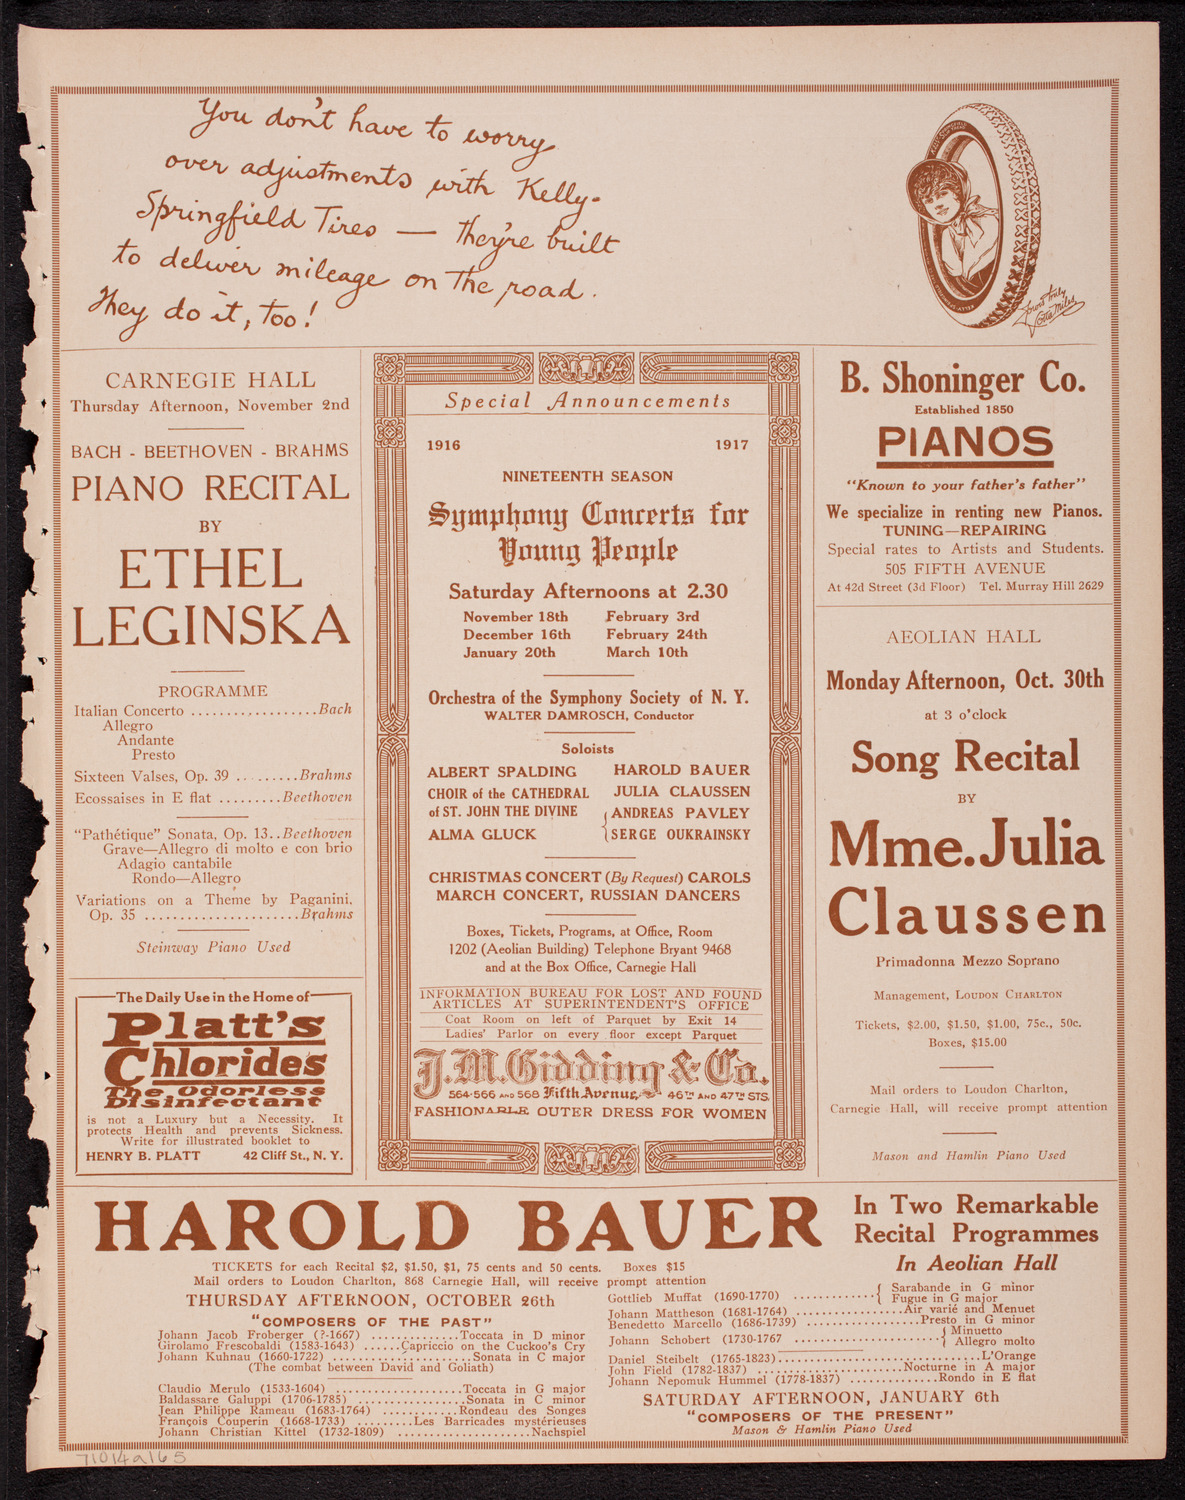 You don't have to worry
over adjustments with Kelly-
Springfield Tires — they're built
to deliver mileage on the road.
They do it, too!
Yours truly
Lotta Miles
CARNEGIE HALL
Thursday Afternoon, November 2nd
BACH - BEETHOVEN - BRAHMS
PIANO RECITAL
BY
ETHEL
LEGINSKA
PROGRAMME
Italian Concerto .................Bach
Allegro
Andante
Presto
Sixteen Valses, Op. 39 .........Brahms
Ecossaises in E flat .........Beethoven
"Pathétique" Sonata, Op. 13..Beethoven
Grave—Allegro di molto e con brio
Adagio cantabile
Rondo—Allegro
Variations on a Theme by Paganini,
Op. 35 ......................Brahms
Steinway Piano Used
The Daily Use in the Home of
Platt's
Chlorides
The Odorless
Disinfectant
is not a Luxury but a Necessity. It
protects Health and prevents Sickness.
Write for illustrated booklet to
HENRY B. PLATT 42 Cliff St., N. Y.
Special Announcements
1916 1917
NINETEENTH SEASON
Symphony Concerts for
Young People
Saturday Afternoons at 2.30
November 18th February 3rd
December 16th February 24th
January 20th March 10th
Orchestra of the Symphony Society of N. Y.
WALTER DAMROSCH, Conductor
Soloists
ALBERT SPALDING HAROLD BAUER
CHOIR of the CATHEDRAL JULIA CLAUSSEN
of ST. JOHN THE DIVINE { ANDREAS PAVLEY
ALMA GLUCK { SERGE OUKRAINSKY
CHRISTMAS CONCERT (By Request) CAROLS
MARCH CONCERT, RUSSIAN DANCERS
Boxes, Tickets, Programs, at Office, Room
1202 (Aeolian Building) Telephone Bryant 9468
and at the Box Office, Carnegie Hall
INFORMATION BUREAU FOR LOST AND FOUND
ARTICLES AT SUPERINTENDENT'S OFFICE
Coat Room on left of Parquet by Exit 14
Ladies' Parlor on every floor except Parquet
J. M. Gidding & Co.
564-566 AND 568 Fifth Avenue, 46TH AND 47TH STS.
FASHIONABLE OUTER DRESS FOR WOMEN
B. Shoninger Co.
Established 1850
PIANOS
"Known to your father's father"
We specialize in renting new Pianos.
TUNING—REPAIRING
Special rates to Artists and Students.
505 FIFTH AVENUE
At 42d Street (3d Floor) Tel. Murray Hill 2629
AEOLIAN HALL
Monday Afternoon, Oct. 30th
at 3 o'clock
Song Recital
BY
Mme. Julia
Claussen
Primadonna Mezzo Soprano
Management, LOUDON CHARLTON
Tickets, $2.00, $1.50, $1.00, 75c., 50c.
Boxes, $15.00
Mail orders to Loudon Charlton,
Carnegie Hall, will receive prompt attention
Mason and Hamlin Piano Used
HAROLD BAUER
In Two Remarkable
Recital Programmes
In Aeolian Hall
TICKETS for each Recital $2, $1.50, $1, 75 cents and 50 cents. Boxes $15
Mail orders to Loudon Charlton, 868 Carnegie Hall, will receive prompt attention
THURSDAY AFTERNOON, OCTOBER 26th
"COMPOSERS OF THE PAST"
Johann Jacob Froberger (?-1667) .............Toccata in D minor
Girolamo Frescobaldi (1583-1643) ......Capriccio on the Cuckoo's Cry
Johann Kuhnau (1660-1722) .....................Sonata in C major
(The combat between David and Goliath)
Claudio Merulo (1533-1604) ...................Toccata in G major
Baldassare Galuppi (1706-1785) ................Sonata in C minor
Jean Philippe Rameau (1683-1764) ............Rondeau des Songes
François Couperin (1668-1733) .........Les Barricades mystérieuses
Johann Christian Kittel (1732-1809) ....................Nachspiel
Gottlieb Muffat (1690-1770) ............{ Sarabande in G minor
{ Fugue in G major
Johann Mattheson (1681-1764) ................Air varié and Menuet
Benedetto Marcello (1686-1739) .................Presto in G minor
Johann Schobert (1730-1767 ......................{ Minuetto
{ Allegro molto
Daniel Steibelt (1765-1823)..............................L'Orange
John Field (1782-1837) .......................Nocturne in A major
Johann Nepomuk Hummel (1778-1837) .............Rondo in E flat
SATURDAY AFTERNOON, JANUARY 6th
"COMPOSERS OF THE PRESENT"
Mason & Hamlin Piano Used
71014a165